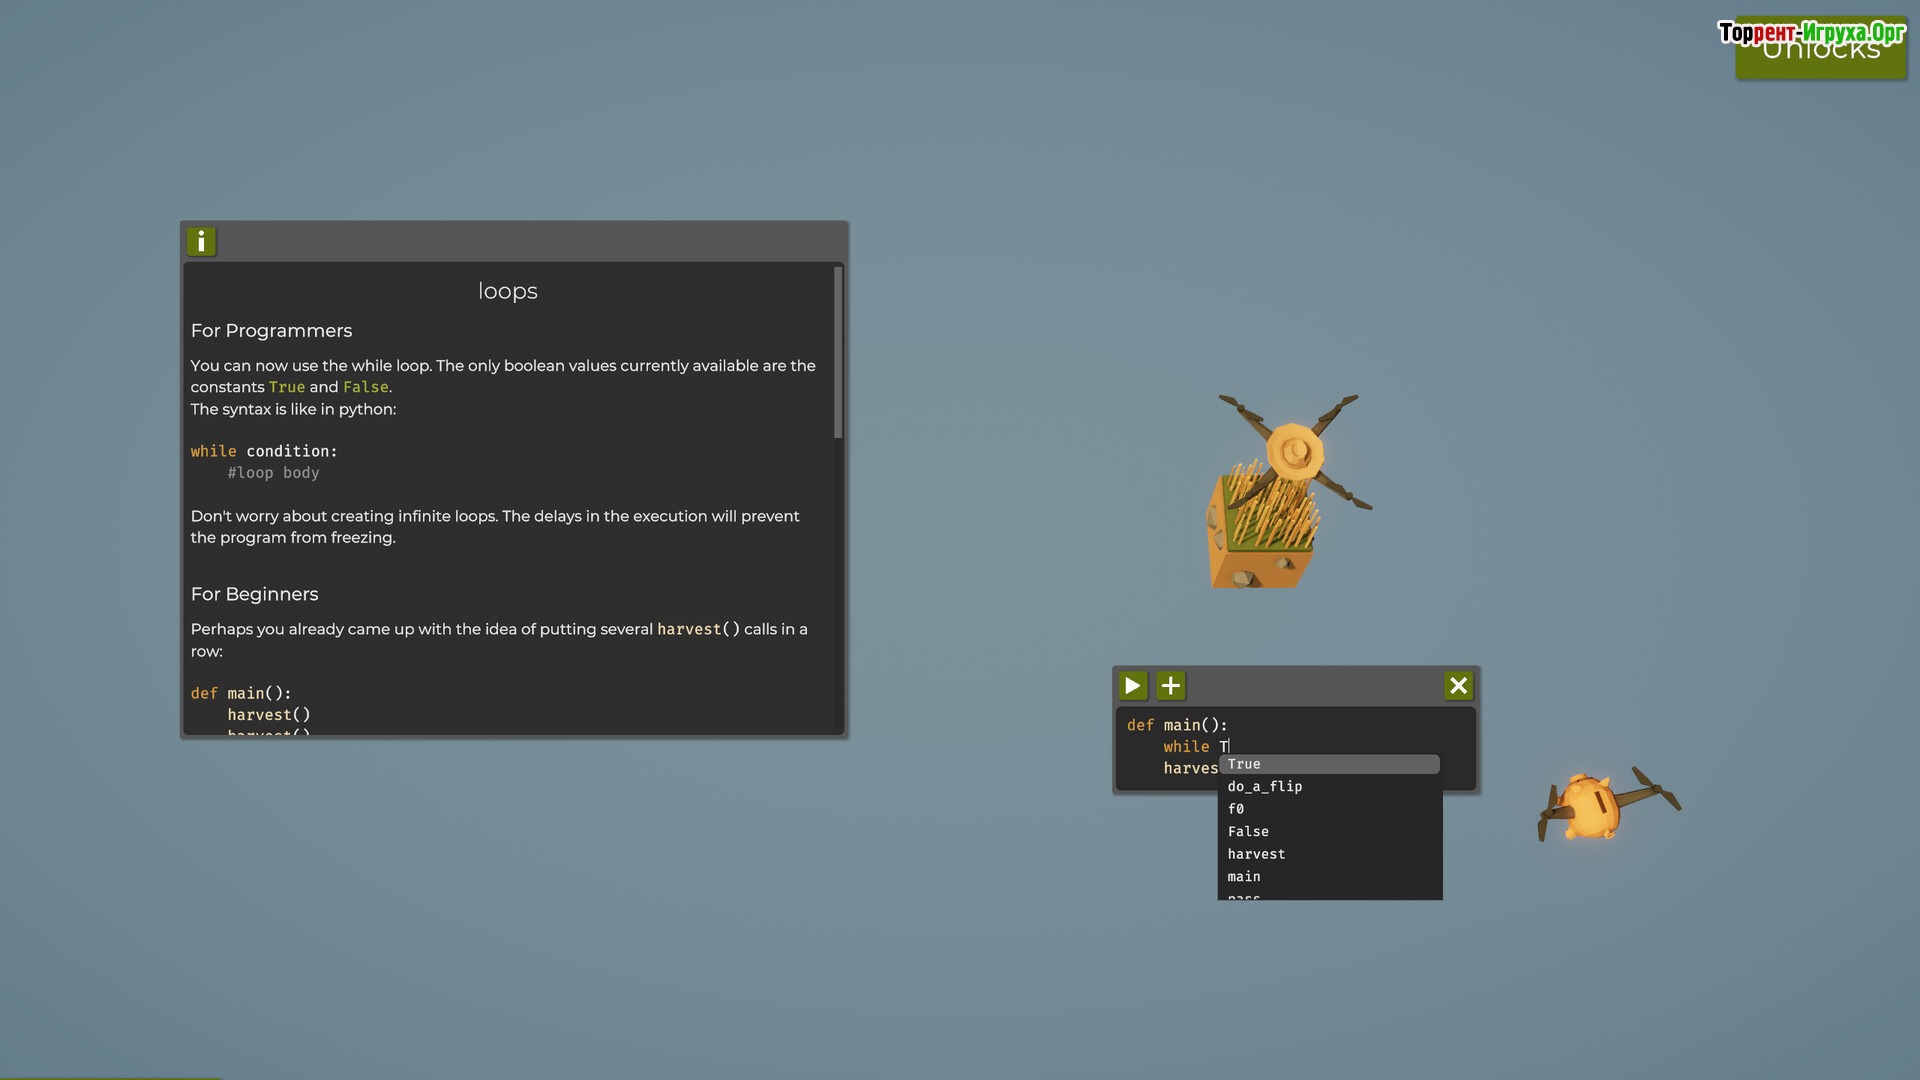 Торрент-Игруха.Орг
Unlocks
i
loops
For Programmers
You can now use the while loop. The only boolean values currently available are the
constants True and False.
The syntax is like in python:
while condition:
#loop body
Don't worry about creating infinite loops. The delays in the execution will prevent
the program from freezing.
For Beginners
Perhaps you already came up with the idea of putting several harvest() calls in a
row:
def main():
harvest()
harvest()
def main():
while T
harves
True
do_a_flip
f0
False
harvest
main
pass